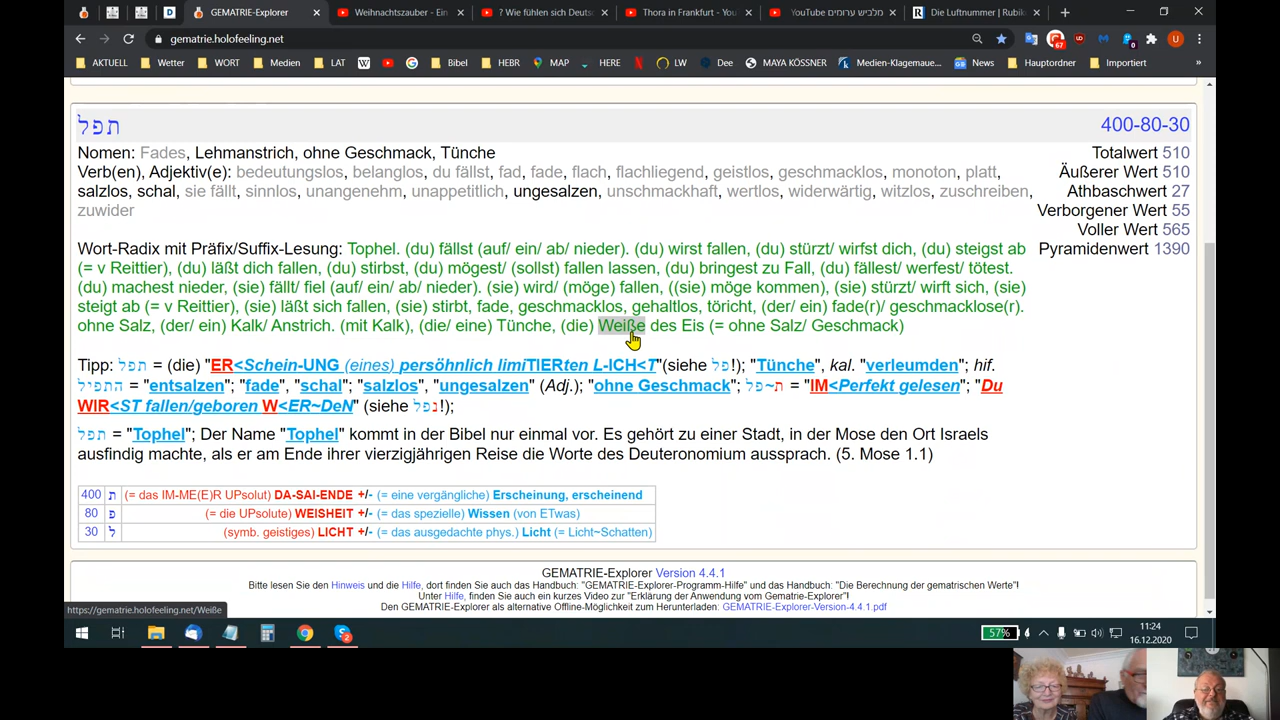 GEMATRIE-Explorer
Weihnachtszauber - Ein
? Wie fühlen sich Deutsc
Thora in Frankfurt - You
YouTube מלביש ערומים
Die Luftnummer | Rubik
gematrie.holofeeling.net
AKTUELL Wetter WORT Medien LAT Google Bibel HEBR MAP HERE LW Dee MAYA KÖSSNER Medien-Klagemaue... News Hauptordner Importiert
תפל 400-80-30
Nomen: Fades, Lehmanstrich, ohne Geschmack, Tünche
Totalwert 510
Verb(en), Adjektiv(e): bedeutungslos, belanglos, du fällst, fad, fade, flach, flachliegend, geistlos, geschmacklos, monoton, platt,
Äußerer Wert 510
salzlos, schal, sie fällt, sinnlos, unangenehm, unappetitlich, ungesalzen, unschmackhaft, wertlos, widerwärtig, witzlos, zuschreiben,
Athbaschwert 27
zuwider
Verborgener Wert 55
Voller Wert 565
Pyramidenwert 1390
Wort-Radix mit Präfix/Suffix-Lesung: Tophel. (du) fällst (auf/ ein/ ab/ nieder). (du) wirst fallen, (du) stürzt/ wirfst dich, (du) steigst ab
(= v Reittier), (du) läßt dich fallen, (du) stirbst, (du) mögest/ (sollst) fallen lassen, (du) bringest zu Fall, (du) fällest/ werfest/ tötest.
(du) machest nieder, (sie) fällt/ fiel (auf/ ein/ ab/ nieder). (sie) wird/ (möge) fallen, ((sie) möge kommen), (sie) stürzt/ wirft sich, (sie)
steigt ab (= v Reittier), (sie) läßt sich fallen, (sie) stirbt, fade, geschmacklos, gehaltlos, töricht, (der/ ein) fade(r)/ geschmacklose(r).
ohne Salz, (der/ ein) Kalk/ Anstrich. (mit Kalk), (die/ eine) Tünche, (die) Weiße des Eis (= ohne Salz/ Geschmack)
Tipp: תפל = (die) "ER<Schein-UNG (eines) persöhnlich limiTIERten L-ICH<T"(siehe פל!); "Tünche", kal. "verleumden"; hif.
התפיל = "entsalzen"; "fade", "schal"; "salzlos", "ungesalzen" (Adj.); "ohne Geschmack"; ת~פל = "IM<Perfekt gelesen"; "Du
WIR<ST fallen/geboren W<ER~DeN" (siehe נפל!);
תפל = "Tophel"; Der Name "Tophel" kommt in der Bibel nur einmal vor. Es gehört zu einer Stadt, in der Mose den Ort Israels
ausfindig machte, als er am Ende ihrer vierzigjährigen Reise die Worte des Deuteronomium aussprach. (5. Mose 1.1)
400 ת (= das IM-ME(E)R UPsolut) DA-SAI-ENDE +/- (= eine vergängliche) Erscheinung, erscheinend
80 פ (= die UPsolute) WEISHEIT +/- (= das spezielle) Wissen (von ETwas)
30 ל (symb. geistiges) LICHT +/- (= das ausgedachte phys.) Licht (= Licht~Schatten)
GEMATRIE-Explorer Version 4.4.1
Bitte lesen Sie den Hinweis und die Hilfe, dort finden Sie auch das Handbuch: "GEMATRIE-Explorer-Programm-Hilfe" und das Handbuch: "Die Berechnung der gematrischen Werte"!
Unter Hilfe, finden Sie auch ein kurzes Video zur "Erklärung der Anwendung vom Gematrie-Explorer"!
Den GEMATRIE-Explorer als alternative Offline-Möglichkeit zum Herunterladen: GEMATRIE-Explorer-Version-4.4.1.pdf
https://gematrie.holofeeling.net/Weiße
57%
11:24
16.12.2020